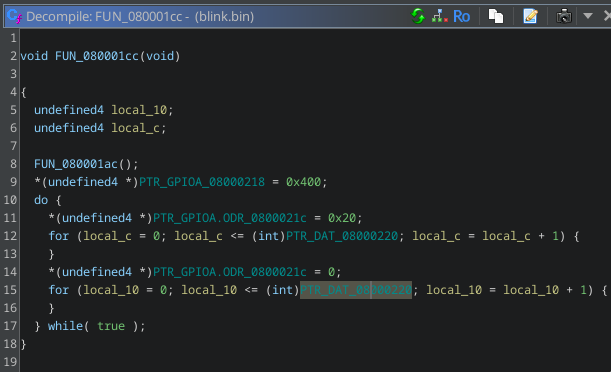 Decompile: FUN_080001cc - (blink.bin)
Ro
1
2 void FUN_080001cc(void)
3
4 {
5 undefined4 local_10;
6 undefined4 local_c;
7
8 FUN_080001ac();
9 *(undefined4 *)PTR_GPIOA_08000218 = 0x400;
10 do {
11 *(undefined4 *)PTR_GPIOA.ODR_0800021c = 0x20;
12 for (local_c = 0; local_c <= (int)PTR_DAT_08000220; local_c = local_c + 1) {
13 }
14 *(undefined4 *)PTR_GPIOA.ODR_0800021c = 0;
15 for (local_10 = 0; local_10 <= (int)PTR_DAT_08000220; local_10 = local_10 + 1) {
16 }
17 } while( true );
18 }
19